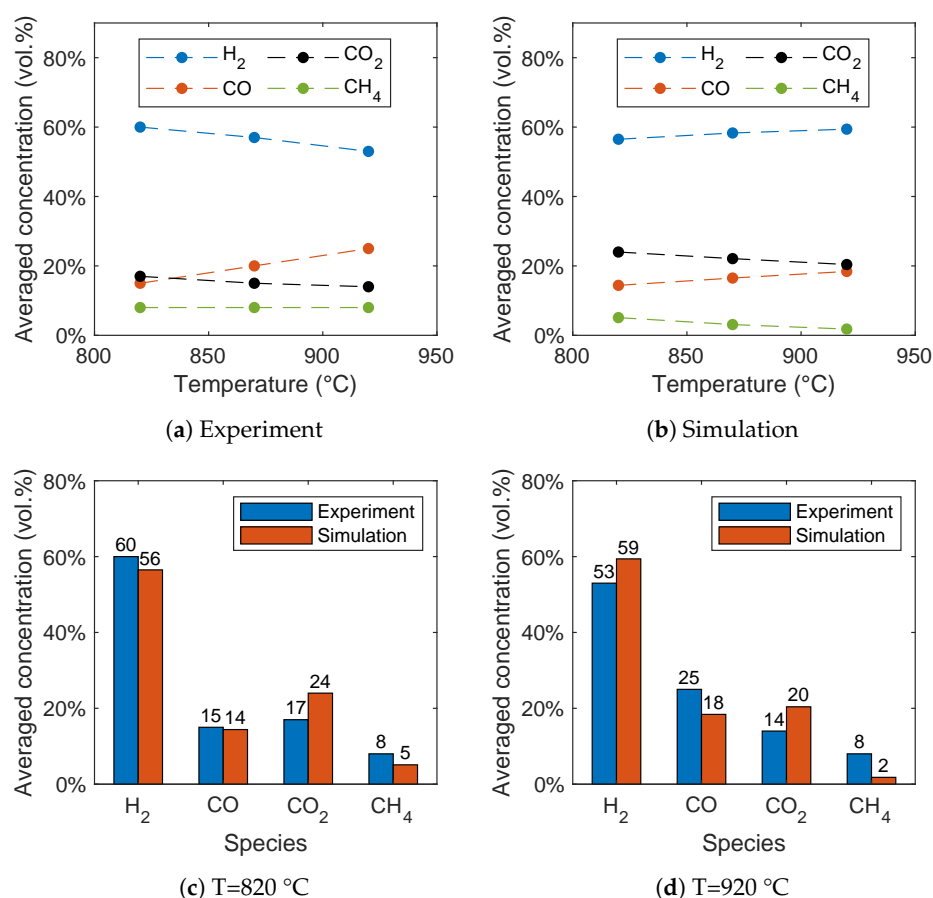 Averaged concentration (vol.%)
80%
60%
40%
20%
0%
H2 CO2
CO CH4
800 850 900 950
Temperature (°C)
(a) Experiment
Averaged concentration (vol.%)
80%
60%
40%
20%
0%
H2 CO2
CO CH4
800 850 900 950
Temperature (°C)
(b) Simulation
Averaged concentration (vol.%)
80%
60%
40%
20%
0%
Experiment
Simulation
60 56
15 14
17 24
8 5
H2 CO CO2 CH4
Species
(c) T=820 °C
Averaged concentration (vol.%)
80%
60%
40%
20%
0%
Experiment
Simulation
53 59
25 18
14 20
8 2
H2 CO CO2 CH4
Species
(d) T=920 °C